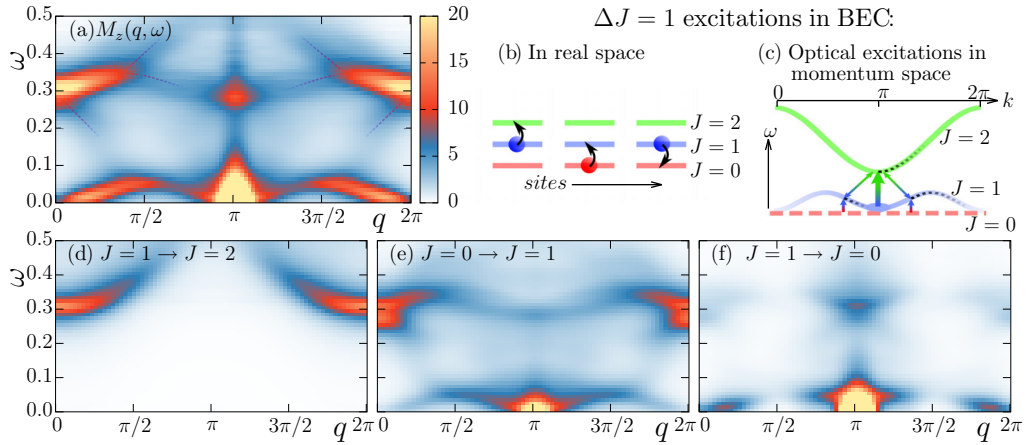 (a) M_z(q, ω)
ω
0.5
0.4
0.3
0.2
0.1
0.0
0 π/2 π 3π/2 q 2π
20
15
10
5
0
ΔJ = 1 excitations in BEC:
(b) In real space
J = 2
J = 1
J = 0
sites
(c) Optical excitations in
momentum space
0 π 2π
k
ω
J = 2
J = 1
J = 0
(d) J = 1 → J = 2
ω
0.5
0.4
0.3
0.2
0.1
0.0
0 π/2 π 3π/2 q 2π
(e) J = 0 → J = 1
0 π/2 π 3π/2 q 2π
(f) J = 1 → J = 0
0 π/2 π 3π/2 q 2π